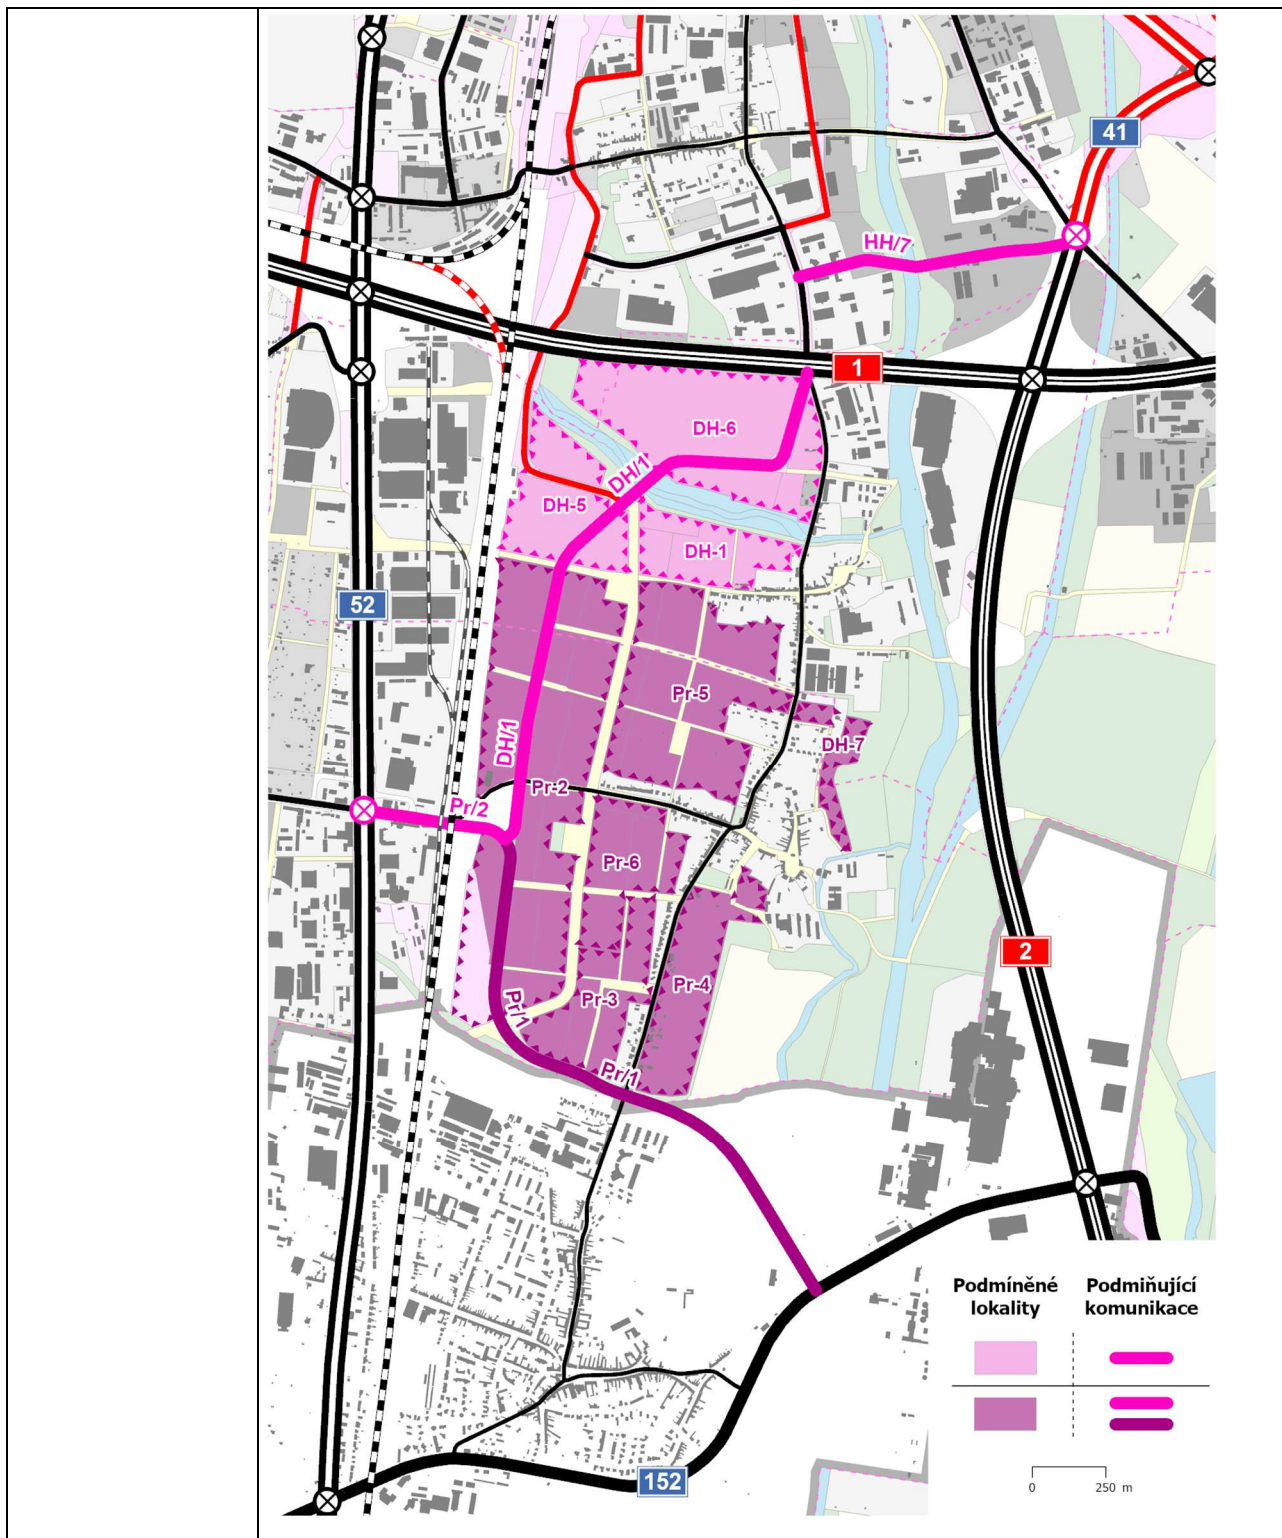 41
HH/7
1
DH-6
DH/1
DH-5
DH-1
52
Pr-5
DH-7
DH/1
Pr-2
Pr/2
Pr-6
2
Pr-4
Pr-3
Pr/1
Pr/1
Podmíněné
lokality
Podmiňující
komunikace
152
0 250 m